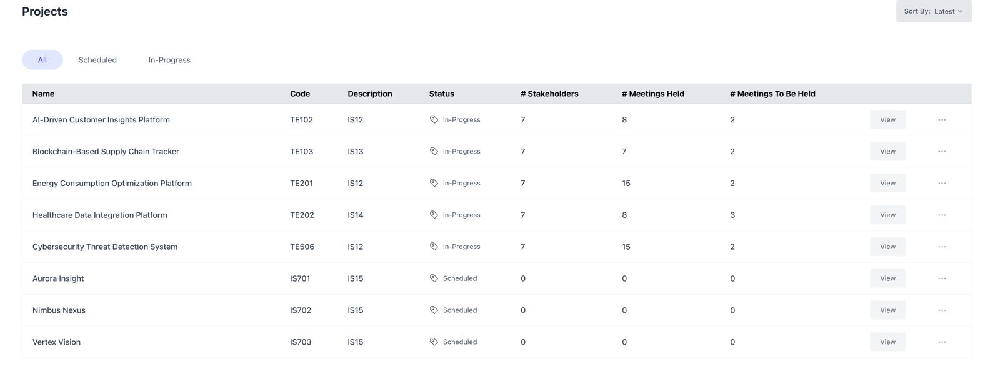 Projects
Sort By: Latest
All Scheduled In-Progress
Name Code Description Status # Stakeholders # Meetings Held # Meetings To Be Held
AI-Driven Customer Insights Platform TE102 IS12 In-Progress 7 8 2 View ...
Blockchain-Based Supply Chain Tracker TE103 IS13 In-Progress 7 7 2 View ...
Energy Consumption Optimization Platform TE201 IS12 In-Progress 7 15 2 View ...
Healthcare Data Integration Platform TE202 IS14 In-Progress 7 8 3 View ...
Cybersecurity Threat Detection System TE506 IS12 In-Progress 7 15 2 View ...
Aurora Insight IS701 IS15 Scheduled 0 0 0 View ...
Nimbus Nexus IS702 IS15 Scheduled 0 0 0 View ...
Vertex Vision IS703 IS15 Scheduled 0 0 0 View ...